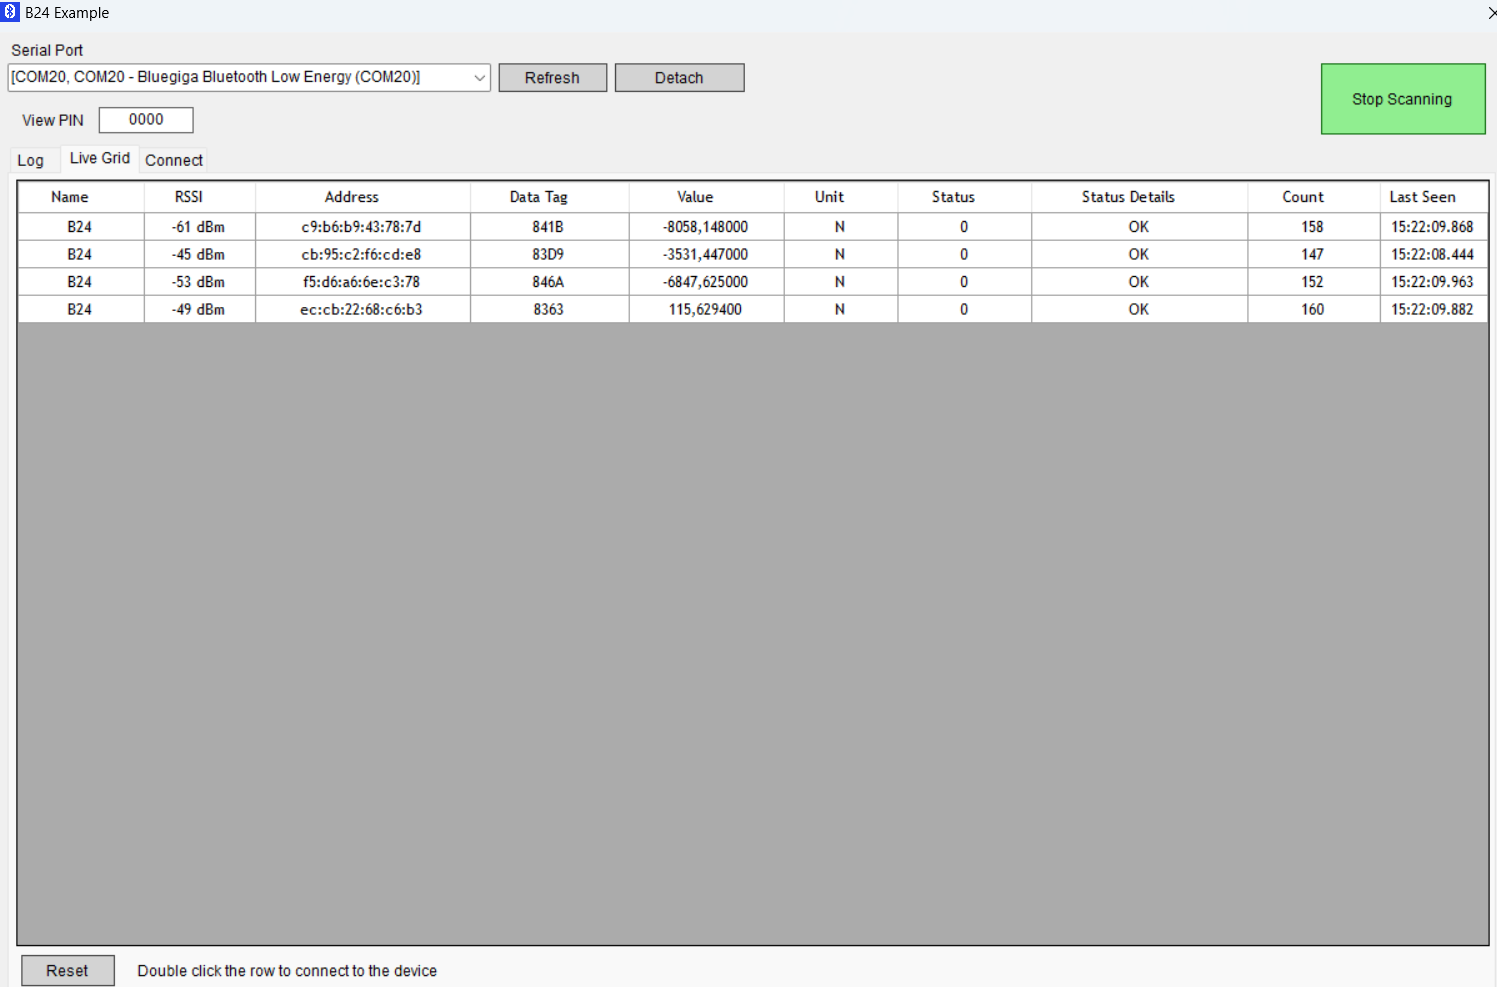 B24 Example
Serial Port
[COM20, COM20 - Bluegiga Bluetooth Low Energy (COM20)] Refresh Detach
Stop Scanning
View PIN 0000
Log Live Grid Connect
Name RSSI Address Data Tag Value Unit Status Status Details Count Last Seen
B24 -61 dBm c9:b6:b9:43:78:7d 841B -8058,148000 N 0 OK 158 15:22:09.868
B24 -45 dBm cb:95:c2:f6:cd:e8 83D9 -3531,447000 N 0 OK 147 15:22:08.444
B24 -53 dBm f5:d6:a6:6e:c3:78 846A -6847,625000 N 0 OK 152 15:22:09.963
B24 -49 dBm ec:cb:22:68:c6:b3 8363 115,629400 N 0 OK 160 15:22:09.882
Reset Double click the row to connect to the device